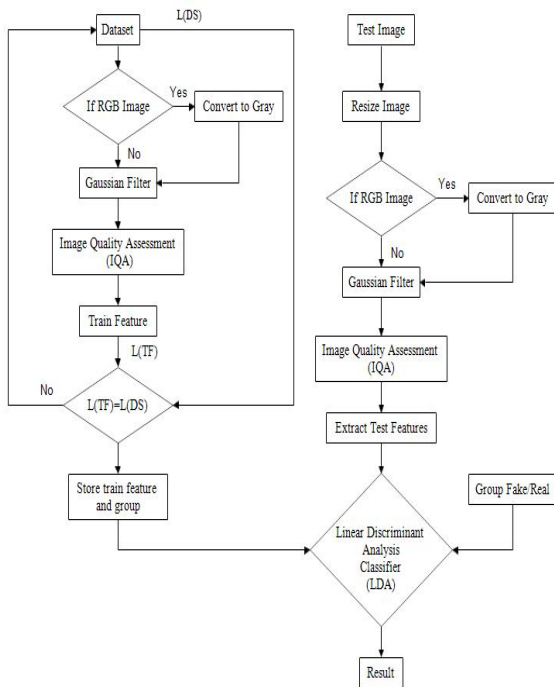 L(DS)
Dataset
If RGB Image
Yes
Convert to Gray
No
Gaussian Filter
Image Quality Assessment
(IQA)
Train Feature
L(TF)
No
L(TF)=L(DS)
Store train feature
and group
Test Image
Resize Image
If RGB Image
Yes
Convert to Gray
No
Gaussian Filter
Image Quality Assessment
(IQA)
Extract Test Features
Group Fake/Real
Linear Discriminant
Analysis
Classifier
(LDA)
Result